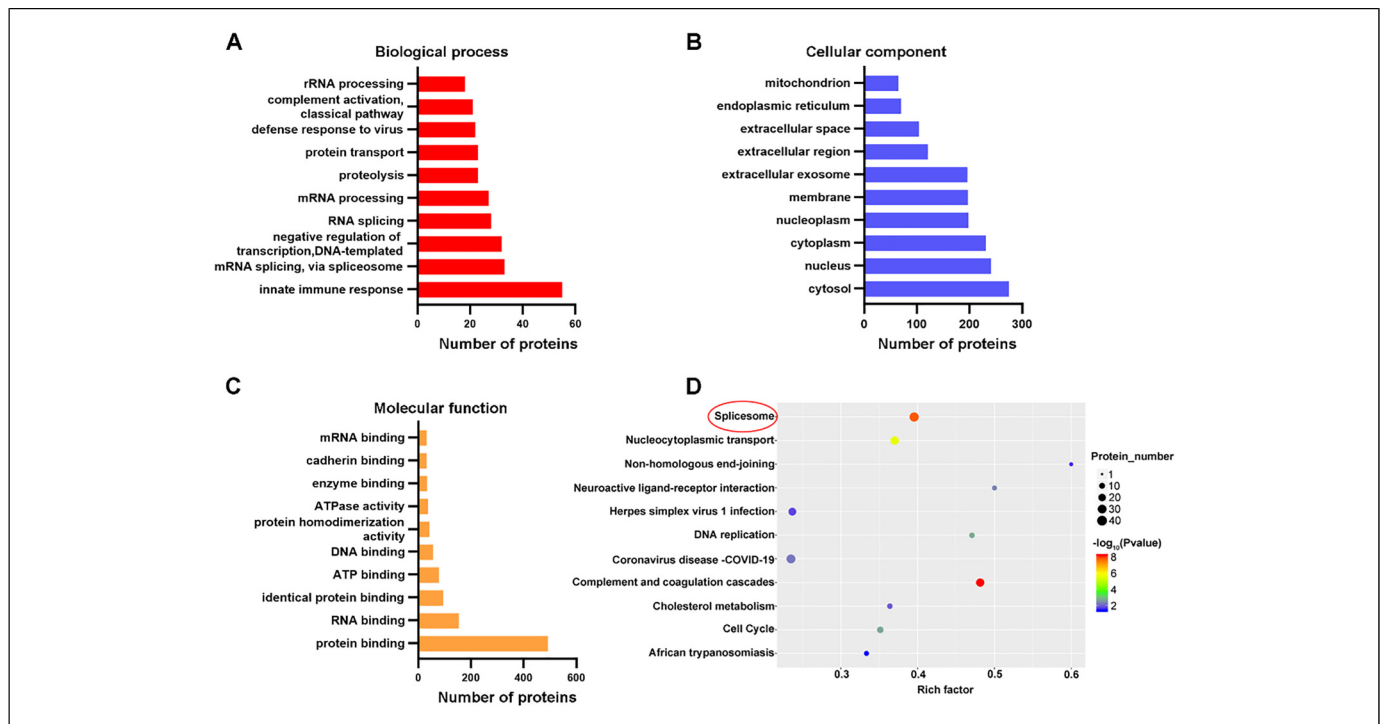 A
Biological process
rRNA processing
complement activation,
classical pathway
defense response to virus
protein transport
proteolysis
mRNA processing
RNA splicing
negative regulation of
transcription,DNA-templated
mRNA splicing, via spliceosome
innate immune response
0 20 40 60
Number of proteins
B
Cellular component
mitochondrion
endoplasmic reticulum
extracellular space
extracellular region
extracellular exosome
membrane
nucleoplasm
cytoplasm
nucleus
cytosol
0 100 200 300
Number of proteins
C
Molecular function
mRNA binding
cadherin binding
enzyme binding
ATPase activity
protein homodimerization
activity
DNA binding
ATP binding
identical protein binding
RNA binding
protein binding
0 200 400 600
Number of proteins
D
Splicesome
Nucleocytoplasmic transport
Non-homologous end-joining
Neuroactive ligand-receptor interaction
Herpes simplex virus 1 infection
DNA replication
Coronavirus disease -COVID-19
Complement and coagulation cascades
Cholesterol metabolism
Cell Cycle
African trypanosomiasis
0.3 0.4 0.5 0.6
Rich factor
Protein_number
1
10
20
30
40
-log10(Pvalue)
8
6
4
2